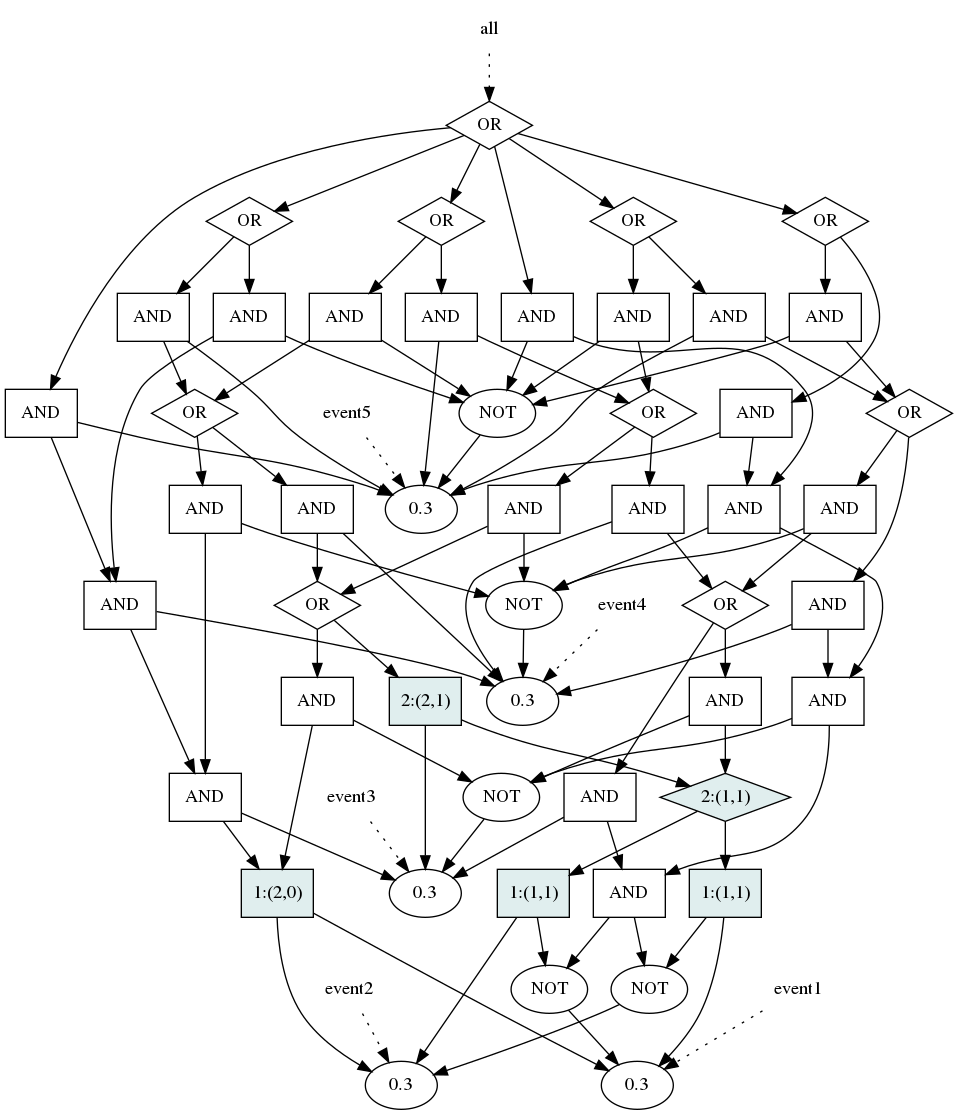 all
OR
OR
OR
OR
OR
AND
AND
AND
AND
AND
AND
AND
AND
AND
OR
event5
NOT
OR
AND
OR
AND
AND
0.3
AND
AND
AND
AND
AND
OR
NOT
event4
OR
AND
AND
2:(2,1)
0.3
AND
AND
AND
event3
NOT
AND
2:(1,1)
1:(2,0)
0.3
1:(1,1)
AND
1:(1,1)
event2
NOT
NOT
event1
0.3
0.3